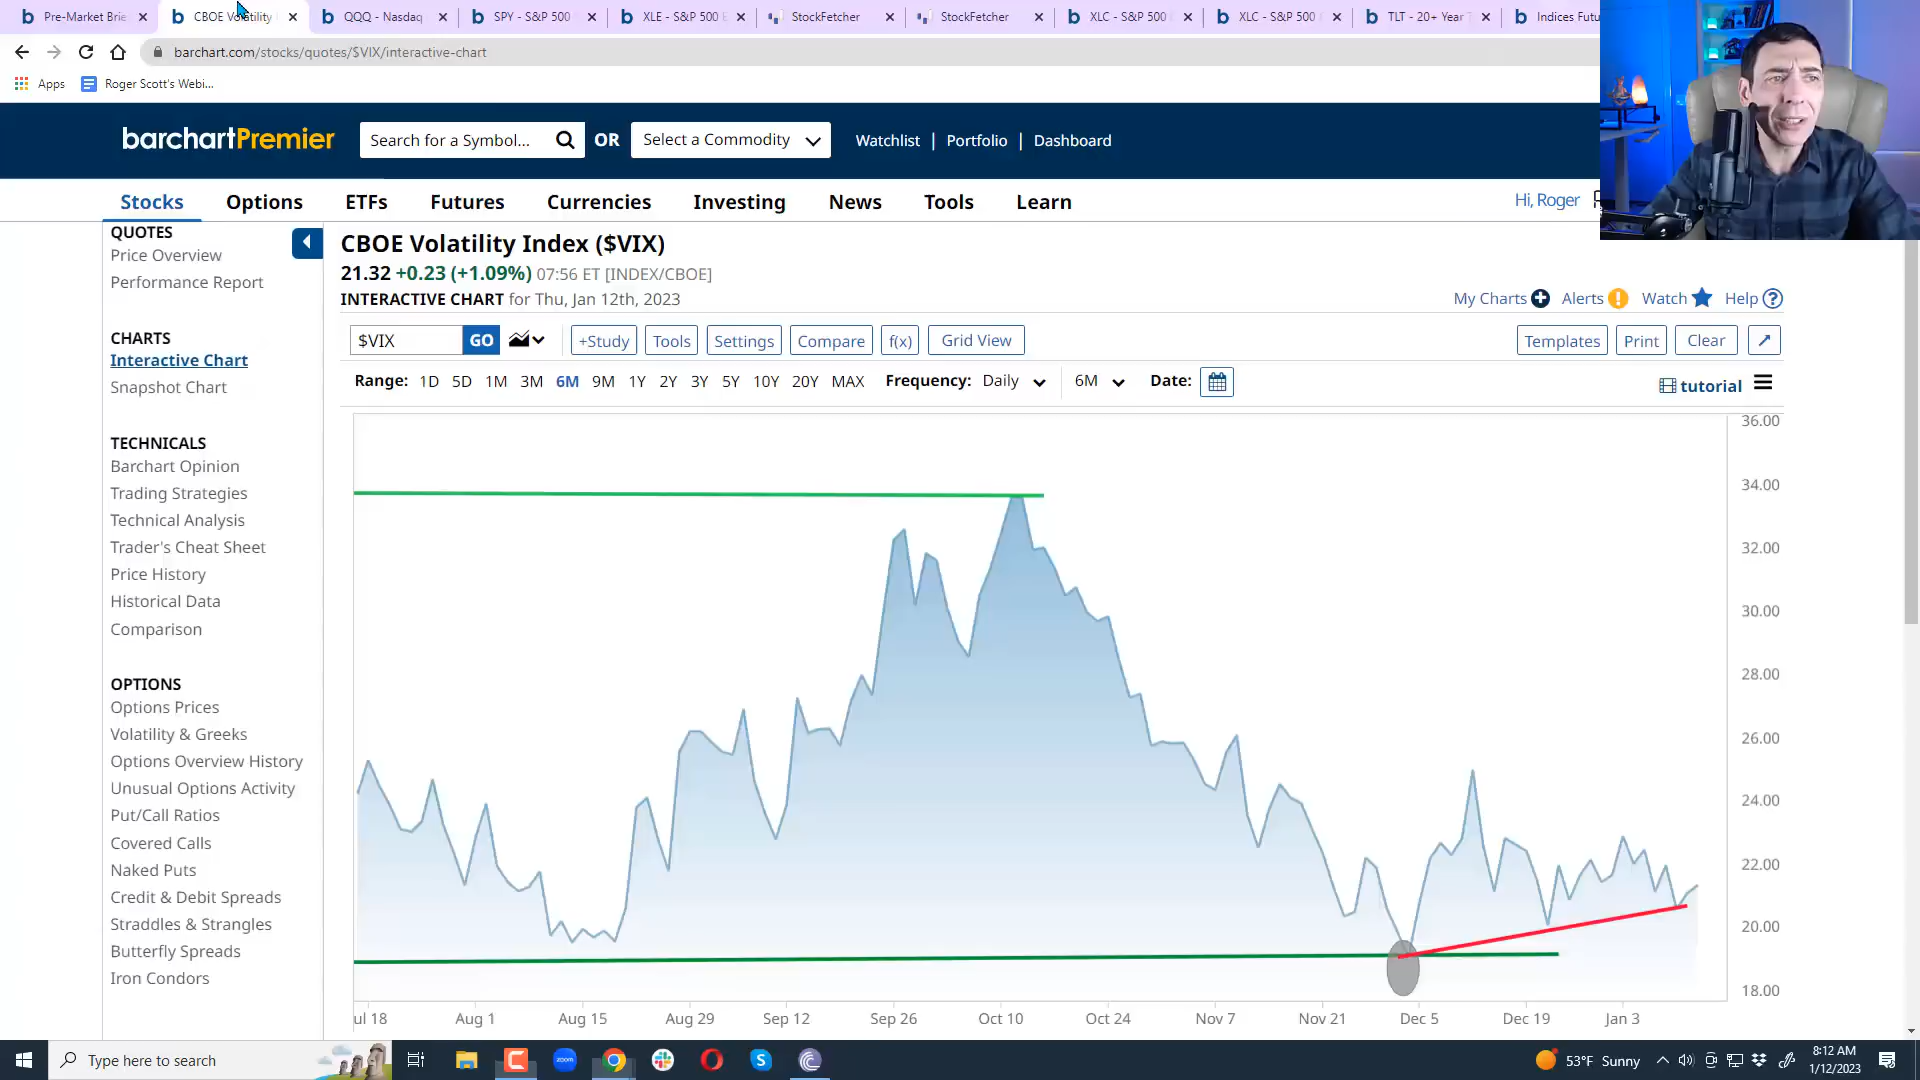 Pre-Market Brie
CBOE Volatility
QQQ - Nasdaq
SPY - S&P 500
XLE - S&P 500 E
StockFetcher
StockFetcher
XLC - S&P 500
XLC - S&P 500
TLT - 20+ Year T
Indices Futu
barchart.com/stocks/quotes/$VIX/interactive-chart
Apps
Roger Scott's Webi...
barchartPremier
Search for a Symbol...
OR
Select a Commodity
Watchlist | Portfolio | Dashboard
Stocks
Options
ETFs
Futures
Currencies
Investing
News
Tools
Learn
Hi, Roger
QUOTES
Price Overview
Performance Report
CHARTS
Interactive Chart
Snapshot Chart
TECHNICALS
Barchart Opinion
Trading Strategies
Technical Analysis
Trader's Cheat Sheet
Price History
Historical Data
Comparison
OPTIONS
Options Prices
Volatility & Greeks
Options Overview History
Unusual Options Activity
Put/Call Ratios
Covered Calls
Naked Puts
Credit & Debit Spreads
Straddles & Strangles
Butterfly Spreads
Iron Condors
CBOE Volatility Index ($VIX)
21.32 +0.23 (+1.09%) 07:56 ET [INDEX/CBOE]
INTERACTIVE CHART for Thu, Jan 12th, 2023
My Charts
Alerts
Watch
Help
$VIX
GO
+Study
Tools
Settings
Compare
f(x)
Grid View
Templates
Print
Clear
Range: 1D 5D 1M 3M 6M 9M 1Y 2Y 3Y 5Y 10Y 20Y MAX
Frequency: Daily
6M
Date:
tutorial
36.00
34.00
32.00
30.00
28.00
26.00
24.00
22.00
20.00
18.00
ul 18
Aug 1
Aug 15
Aug 29
Sep 12
Sep 26
Oct 10
Oct 24
Nov 7
Nov 21
Dec 5
Dec 19
Jan 3
Type here to search
zoom
53°F Sunny
8:12 AM
1/12/2023